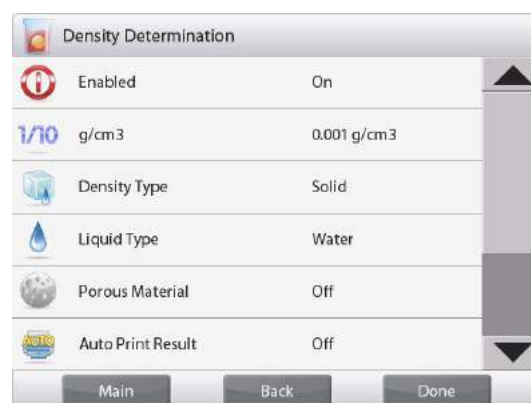 Density Determination
Enabled On
1/10 g/cm3 0.001 g/cm3
Density Type Solid
Liquid Type Water
Porous Material Off
AUTO Auto Print Result Off
Main Back Done